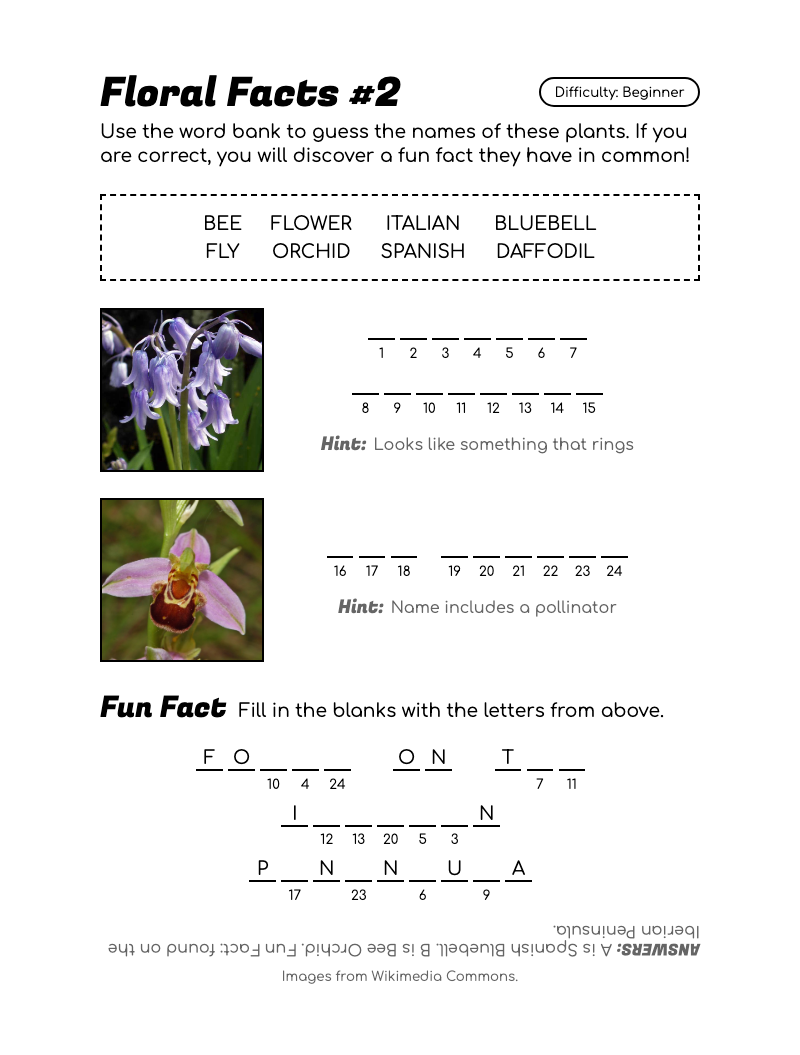 Floral Facts #2
Difficulty: Beginner
Use the word bank to guess the names of these plants. If you
are correct, you will discover a fun fact they have in common!
BEE FLOWER ITALIAN BLUEBELL
FLY ORCHID SPANISH DAFFODIL
1 2 3 4 5 6 7
8 9 10 11 12 13 14 15
Hint: Looks like something that rings
16 17 18 19 20 21 22 23 24
Hint: Name includes a pollinator
Fun Fact Fill in the blanks with the letters from above.
F O O N T
10 4 24 7 11
I N
12 13 20 5 3
P N N U A
17 23 6 9
ANSWERS: A is Spanish Bluebell. B is Bee Orchid. Fun Fact: found on the
Iberian Peninsula.
Images from Wikimedia Commons.